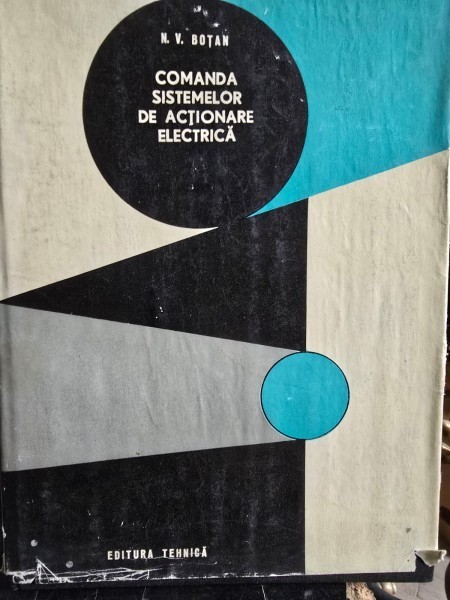 N. V. BOȚAN
COMANDA
SISTEMELOR
DE ACȚIONARE
ELECTRICĂ
EDITURA TEHNICĂ